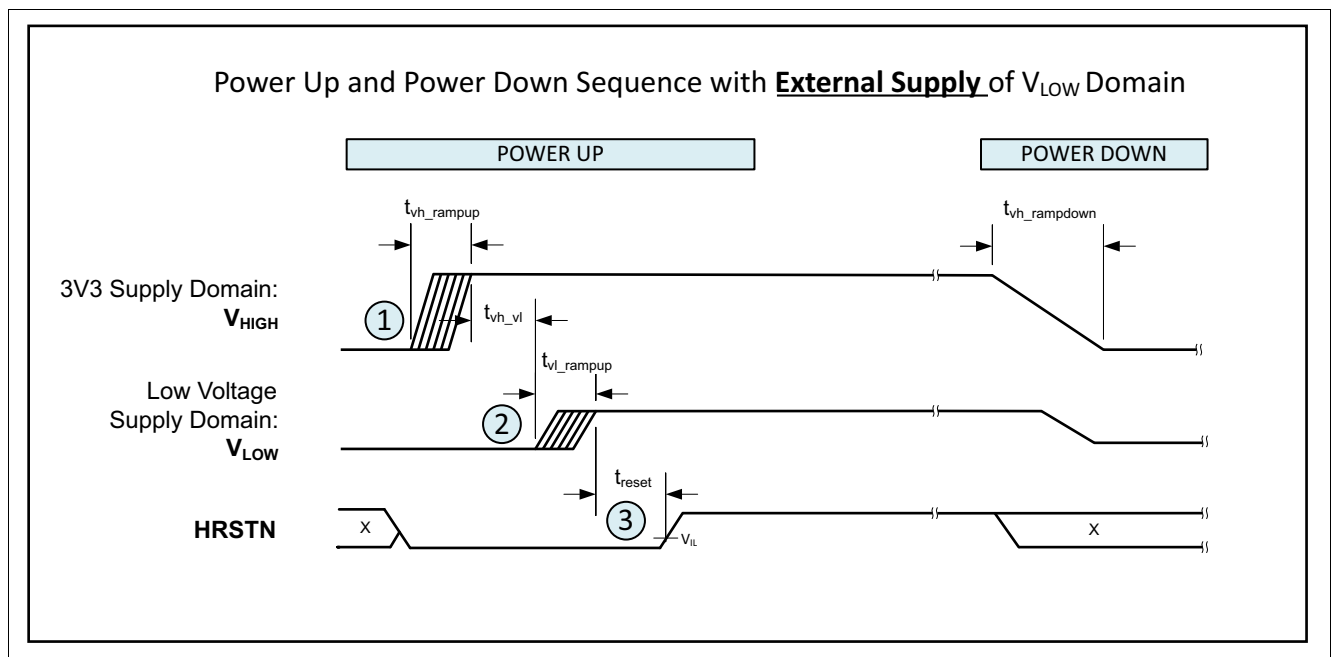 Power Up and Power Down Sequence with External Supply of VLOW Domain
POWER UP
POWER DOWN
tvh_rampup
tvh_rampdown
3V3 Supply Domain:
VHIGH
1
tvh_vl
tvl_rampup
Low Voltage
Supply Domain:
VLOW
2
treset
HRSTN
X
3
VIL
X